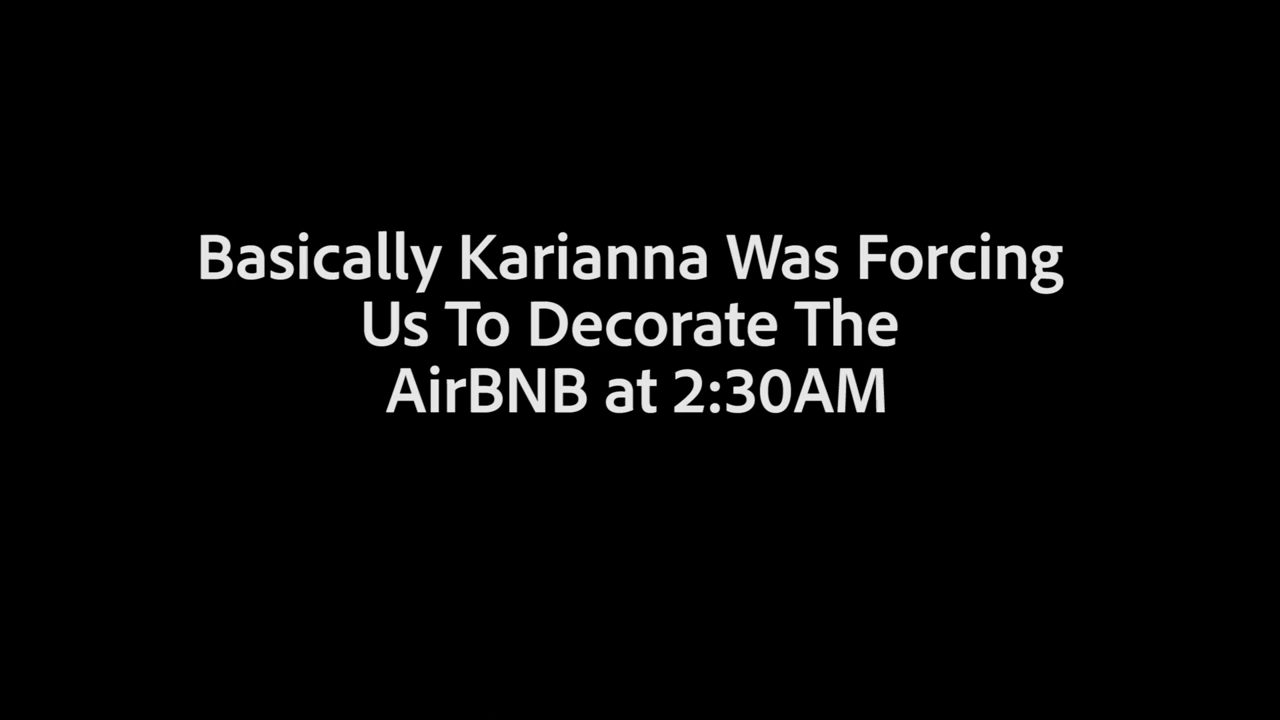 Basically Karianna Was Forcing
Us To Decorate The
AirBNB at 2:30AM